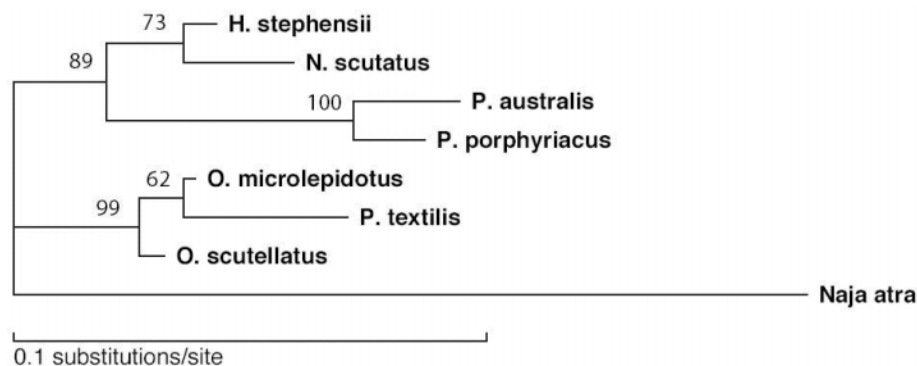 73
H. stephensii
89
N. scutatus
100
P. australis
P. porphyriacus
62
O. microlepidotus
99
P. textilis
O. scutellatus
Naja atra
0.1 substitutions/site